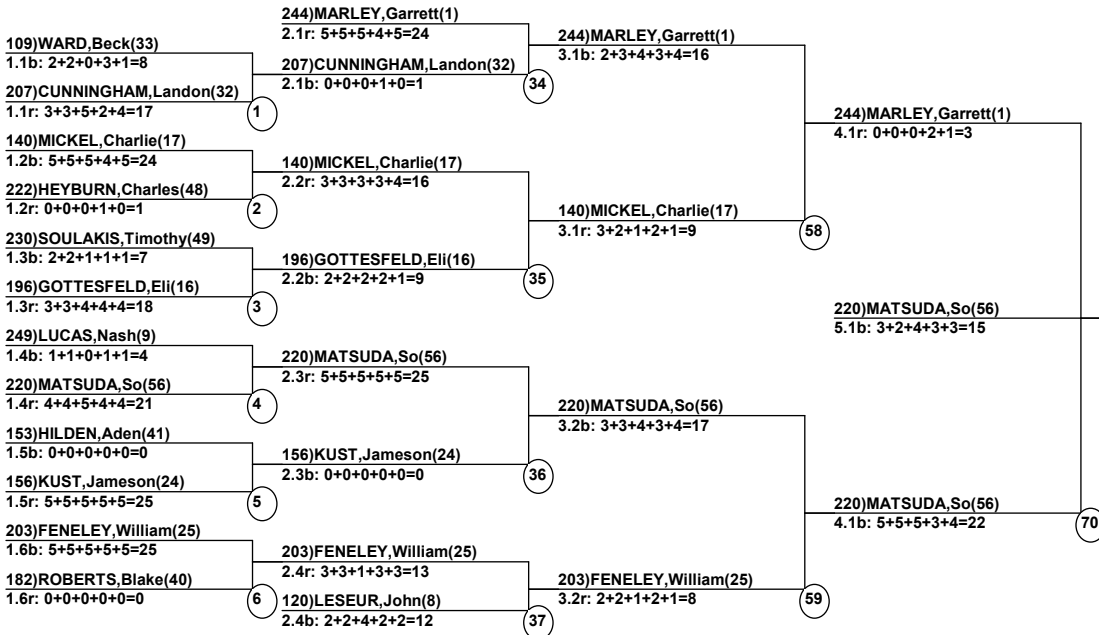 109)WARD,Beck(33)
1.1b: 2+2+0+3+1=8
207)CUNNINGHAM,Landon(32)
1.1r: 3+3+5+2+4=17
1
140)MICKEL,Charlie(17)
1.2b: 5+5+5+4+5=24
222)HEYBURN,Charles(48)
1.2r: 0+0+0+1+0=1
2
230)SOULAKIS,Timothy(49)
1.3b: 2+2+1+1+1=7
196)GOTTESFELD,Eli(16)
1.3r: 3+3+4+4+4=18
3
249)LUCAS,Nash(9)
1.4b: 1+1+0+1+1=4
220)MATSUDA,So(56)
1.4r: 4+4+5+4+4=21
4
153)HILDEN,Aden(41)
1.5b: 0+0+0+0+0=0
156)KUST,Jameson(24)
1.5r: 5+5+5+5+5=25
5
203)FENELEY,William(25)
1.6b: 5+5+5+5+5=25
182)ROBERTS,Blake(40)
1.6r: 0+0+0+0+0=0
6
244)MARLEY,Garrett(1)
2.1r: 5+5+5+4+5=24
207)CUNNINGHAM,Landon(32)
2.1b: 0+0+0+1+0=1
34
140)MICKEL,Charlie(17)
2.2r: 3+3+3+3+4=16
196)GOTTESFELD,Eli(16)
2.2b: 2+2+2+2+1=9
35
220)MATSUDA,So(56)
2.3r: 5+5+5+5+5=25
156)KUST,Jameson(24)
2.3b: 0+0+0+0+0=0
36
203)FENELEY,William(25)
2.4r: 3+3+1+3+3=13
120)LESEUR,John(8)
2.4b: 2+2+4+2+2=12
37
244)MARLEY,Garrett(1)
3.1b: 2+3+4+3+4=16
140)MICKEL,Charlie(17)
3.1r: 3+2+1+2+1=9
58
220)MATSUDA,So(56)
3.2b: 3+3+4+3+4=17
203)FENELEY,William(25)
3.2r: 2+2+1+2+1=8
59
244)MARLEY,Garrett(1)
4.1r: 0+0+0+2+1=3
220)MATSUDA,So(56)
4.1b: 5+5+5+3+4=22
70
220)MATSUDA,So(56)
5.1b: 3+2+4+3+3=15